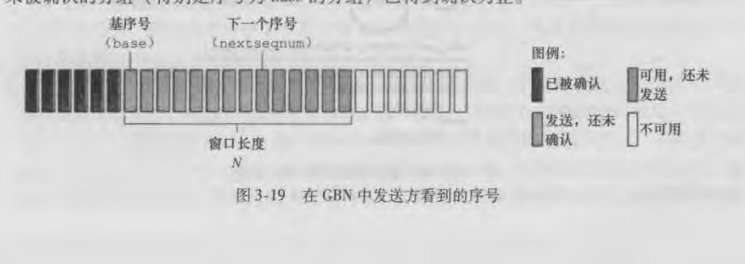 未被确认的分组（特别是序号为 base 的分组）已得到确认为止。
基序号
（base）
下一个序号
（nextseqnum）
窗口长度
N
图例：
已被确认
可用，还未
发送
发送，还未
确认
不可用
图 3-19 在 GBN 中发送方看到的序号